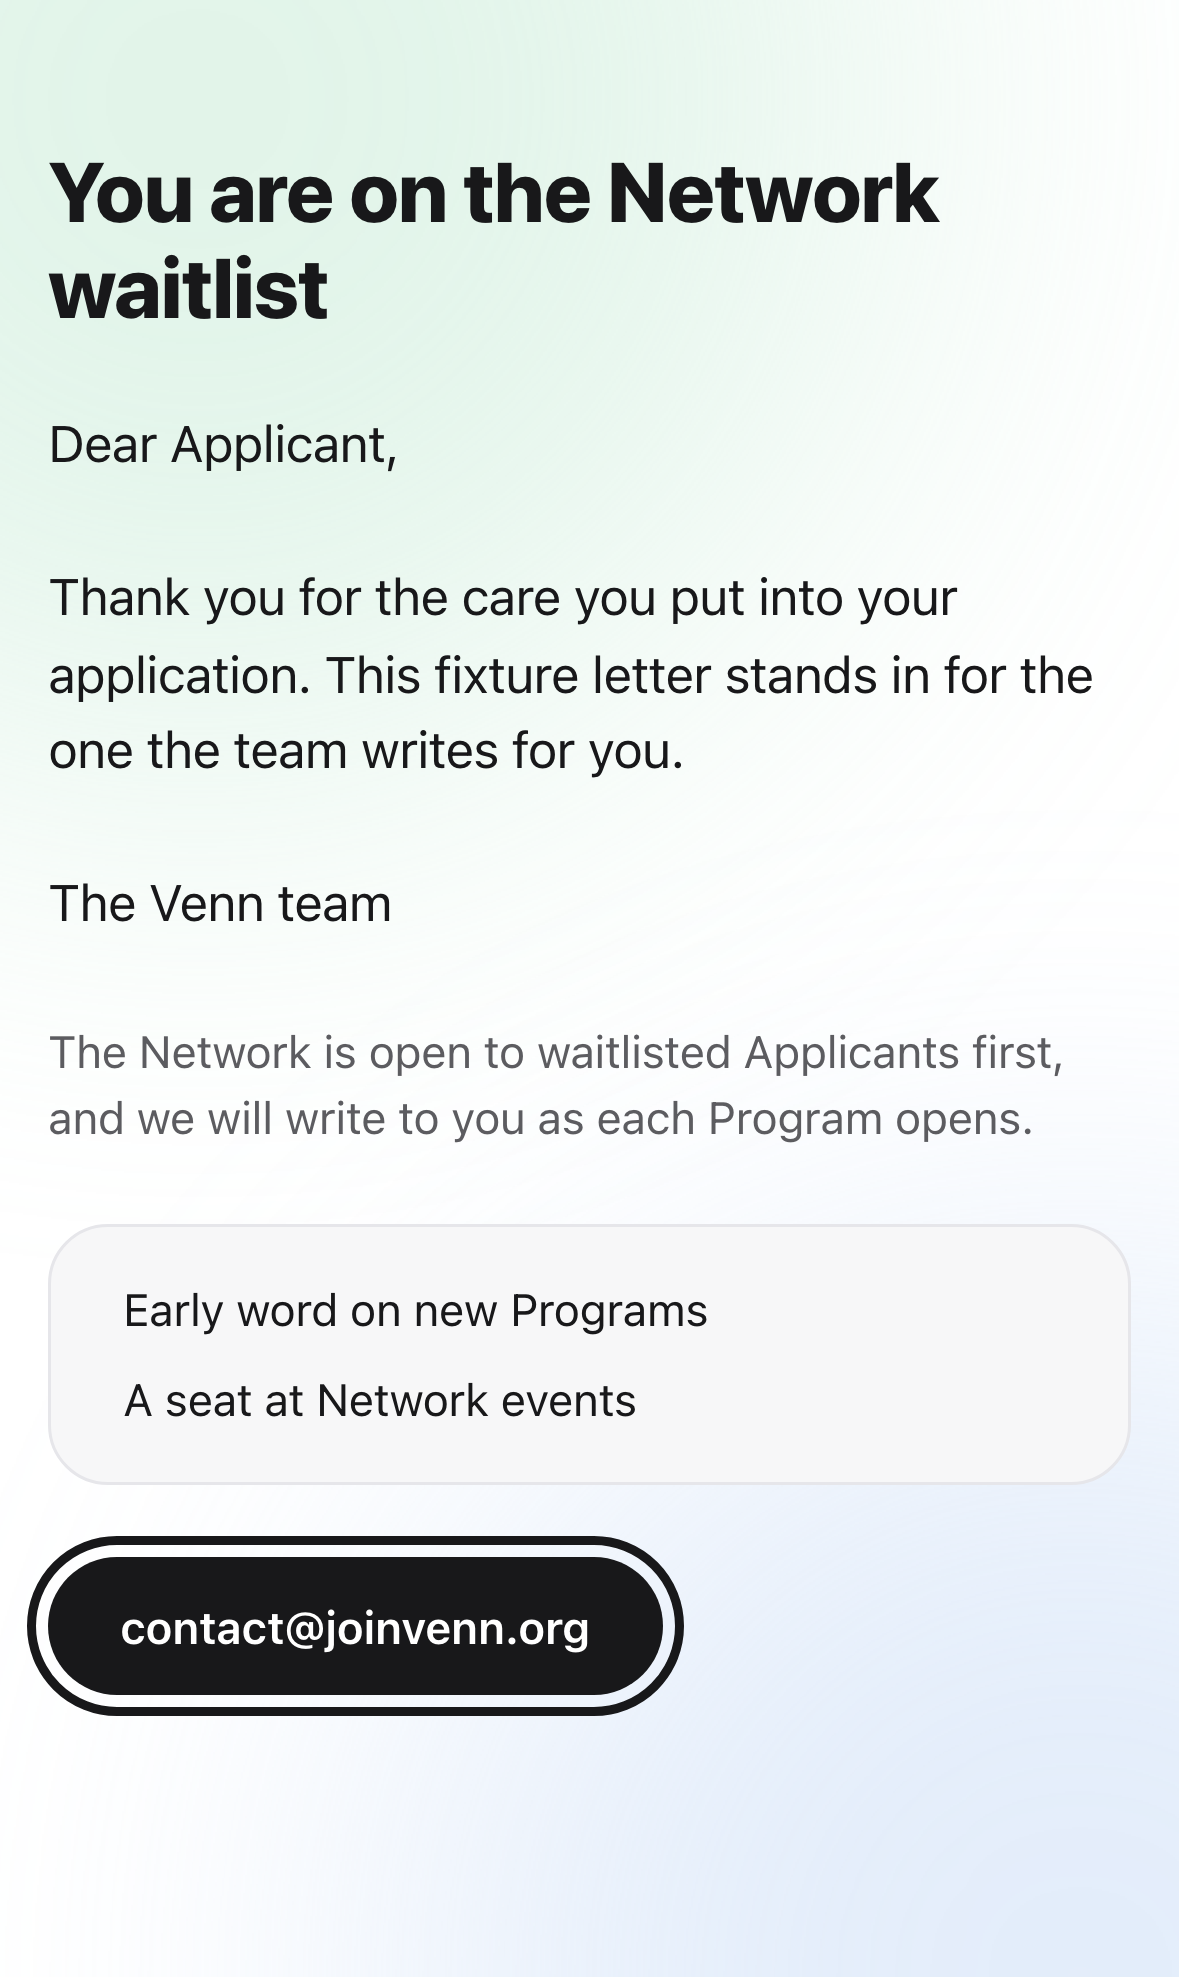 You are on the Network
waitlist
Dear Applicant,
Thank you for the care you put into your
application. This fixture letter stands in for the
one the team writes for you.
The Venn team
The Network is open to waitlisted Applicants first,
and we will write to you as each Program opens.
Early word on new Programs
A seat at Network events
contact@joinvenn.org